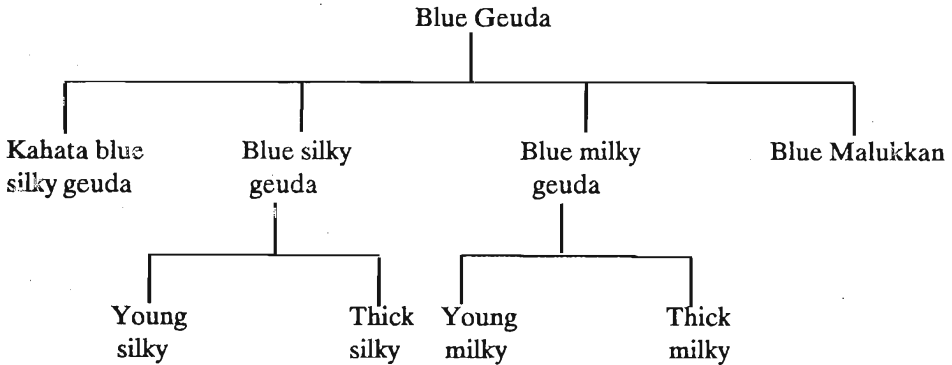 Blue Geuda
Kahata blue
silky geuda
Blue silky
geuda
Blue milky
geuda
Blue Malukkan
Young
silky
Thick
silky
Young
milky
Thick
milky